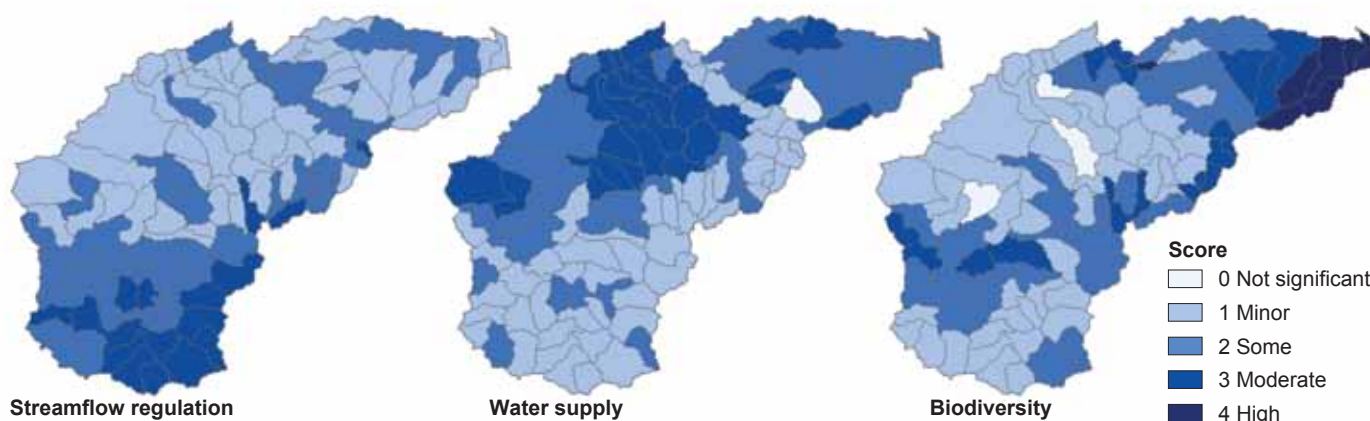 Score
0 Not significant
1 Minor
2 Some
3 Moderate
4 High
Streamflow regulation
Water supply
Biodiversity